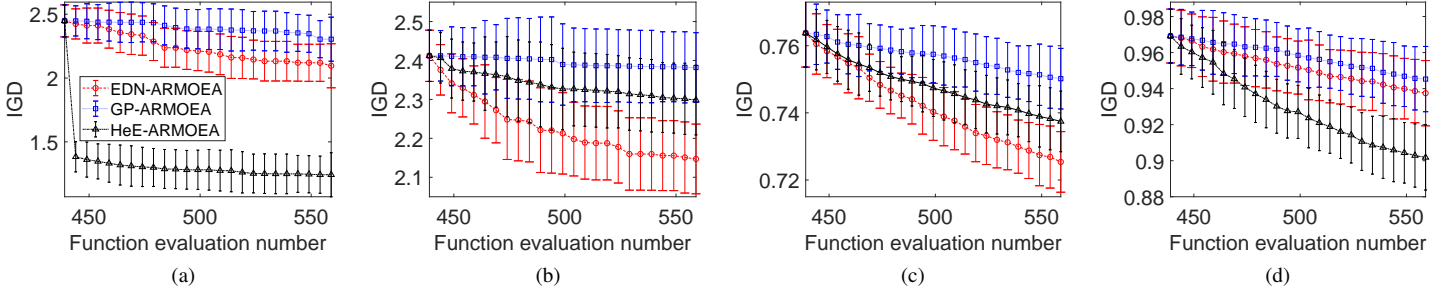 2.5
2
1.5
IGD
EDN-ARMOEA
GP-ARMOEA
HeE-ARMOEA
450 500 550
Function evaluation number
(a)
2.5
2.4
2.3
2.2
2.1
IGD
450 500 550
Function evaluation number
(b)
0.76
0.74
0.72
IGD
450 500 550
Function evaluation number
(c)
0.98
0.96
0.94
0.92
0.9
0.88
IGD
450 500 550
Function evaluation number
(d)